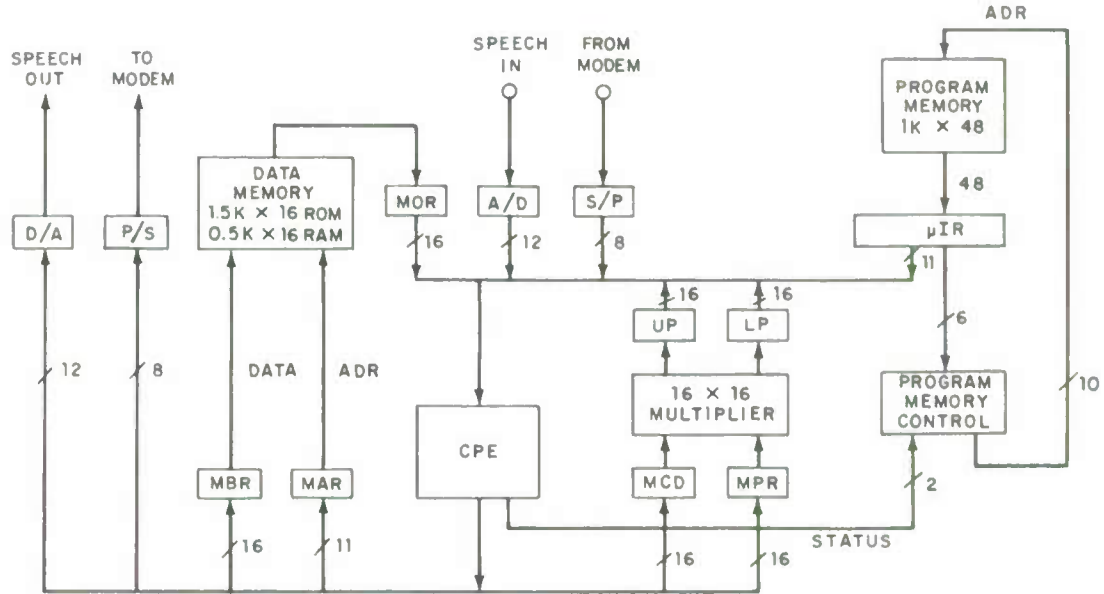 ADR
SPEECH
OUT
TO
MODEM
SPEECH
IN
FROM
MODEM
PROGRAM
MEMORY
1K × 48
48
DATA
MEMORY
1.5K × 16 ROM
0.5K × 16 RAM
MOR
A/D
S/P
D/A
P/S
16
12
8
μIR
11
16
16
UP
LP
6
12
8
DATA
ADR
16 × 16
MULTIPLIER
PROGRAM
MEMORY
CONTROL
10
CPE
MBR
MAR
MCD
MPR
2
STATUS
16
11
16
16